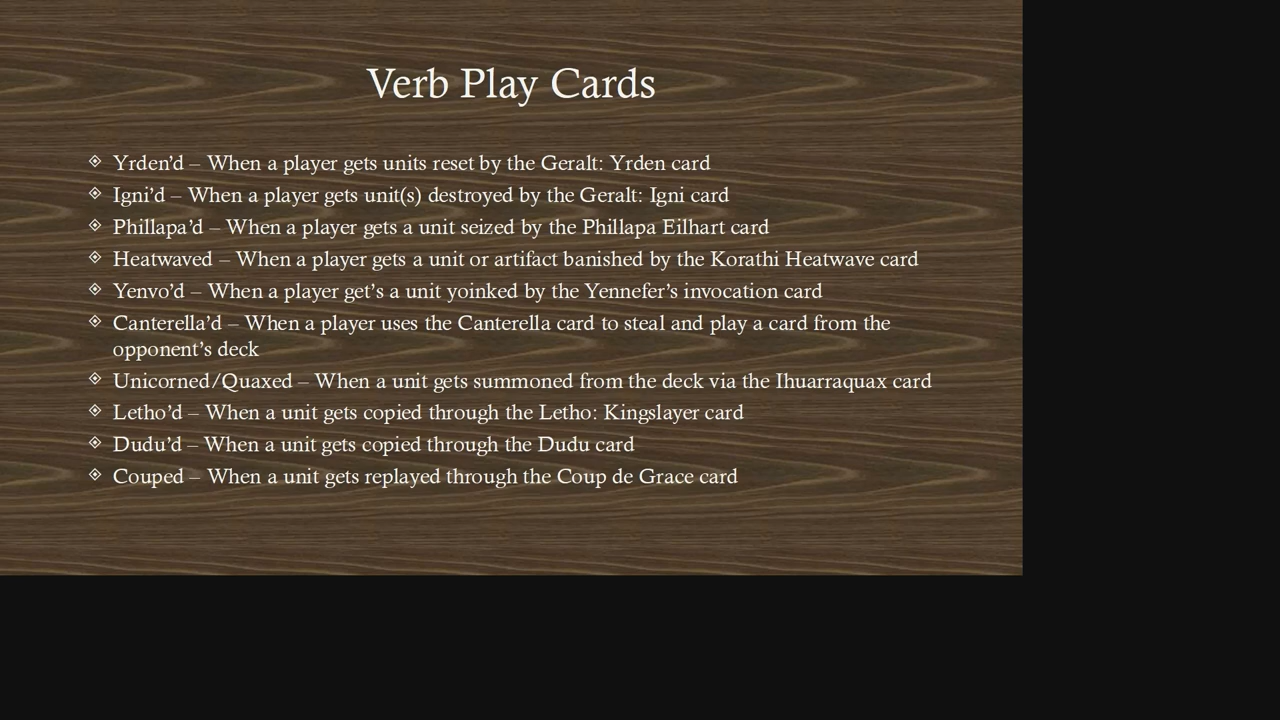 Verb Play Cards
Yrden’d – When a player gets units reset by the Geralt: Yrden card
Igni’d – When a player gets unit(s) destroyed by the Geralt: Igni card
Phillapa’d – When a player gets a unit seized by the Phillapa Eilhart card
Heatwaved – When a player gets a unit or artifact banished by the Korathi Heatwave card
Yenvo’d – When a player get’s a unit yoinked by the Yennefer’s invocation card
Canterella’d – When a player uses the Canterella card to steal and play a card from the
opponent’s deck
Unicorned/Quaxed – When a unit gets summoned from the deck via the Ihuarraquax card
Letho’d – When a unit gets copied through the Letho: Kingslayer card
Dudu’d – When a unit gets copied through the Dudu card
Couped – When a unit gets replayed through the Coup de Grace card